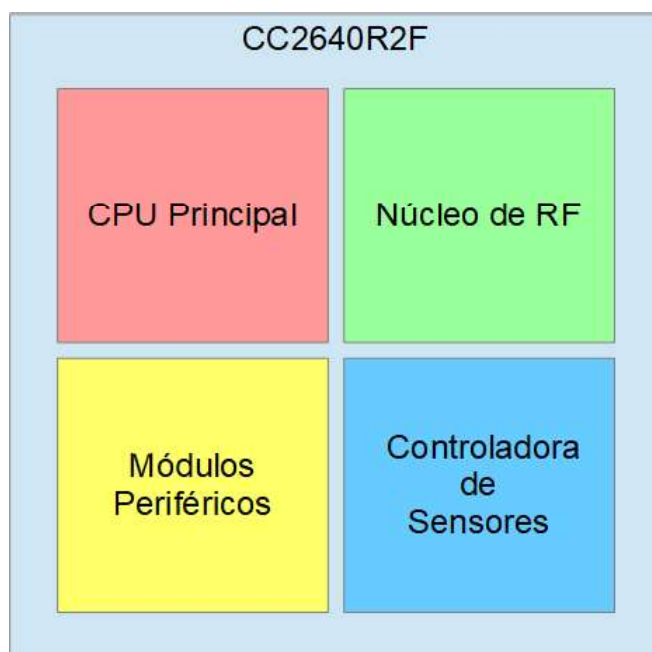 CC2640R2F
CPU Principal
Núcleo de RF
Módulos
Periféricos
Controladora
de
Sensores